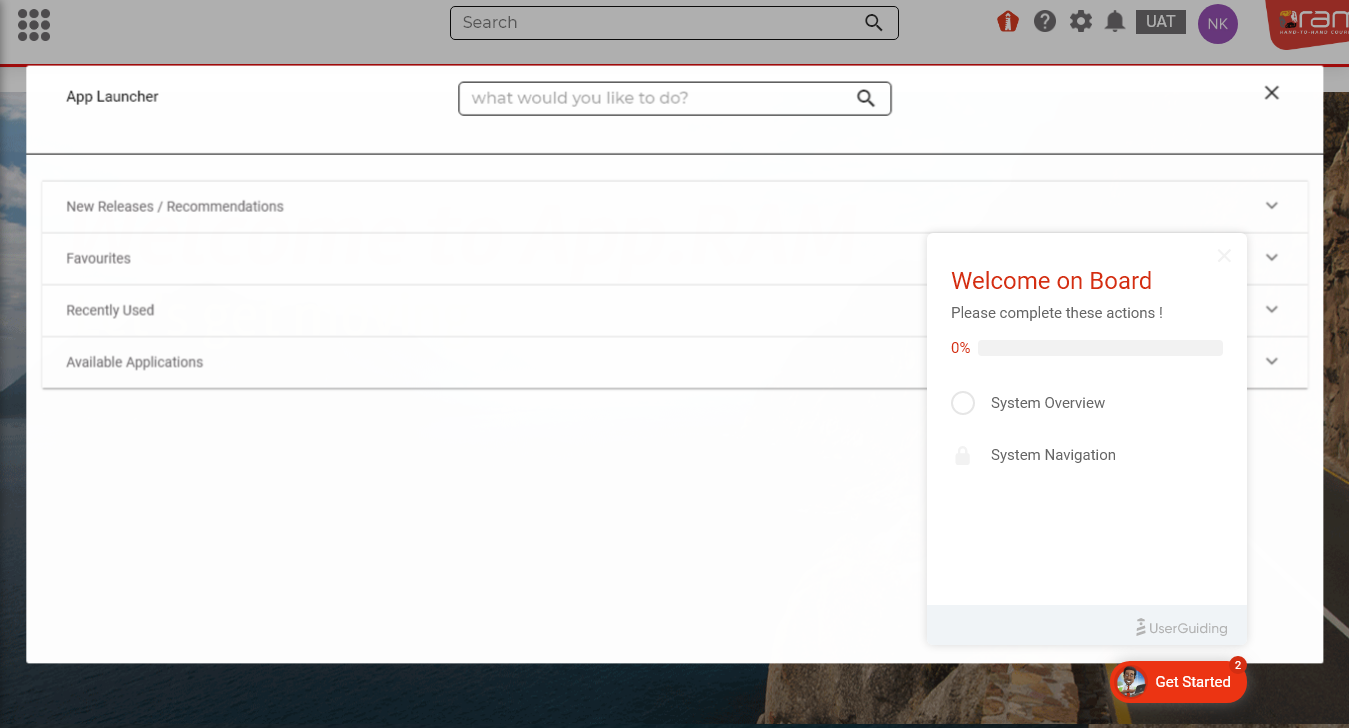 Search
UAT
NK
ram
HAND-TO-HAND COUR
App Launcher
what would you like to do?
New Releases / Recommendations
Favourites
Recently Used
Available Applications
Welcome on Board
Please complete these actions !
0%
System Overview
System Navigation
UserGuiding
Get Started
2